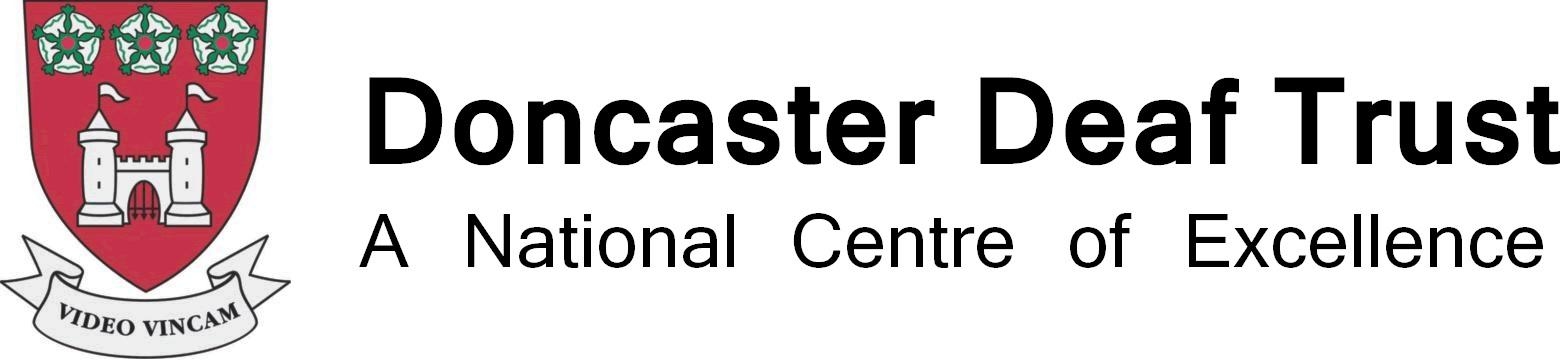 Doncaster Deaf Trust
A National Centre of Excellence
VIDEO VINCAM